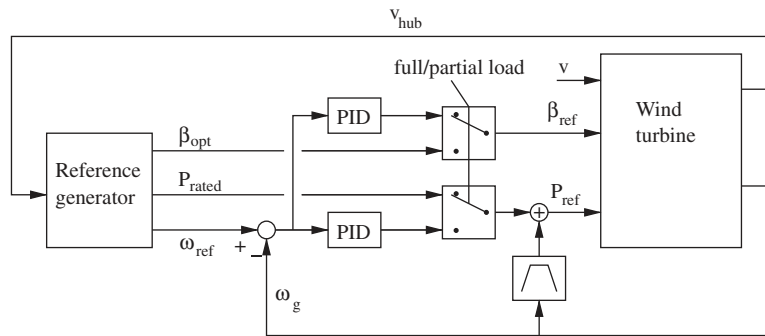 v_hub
full/partial load
v
PID
β_ref
Wind
turbine
β_opt
Reference
generator
P_rated
P_ref
ω_ref
+
−
PID
+
ω_g